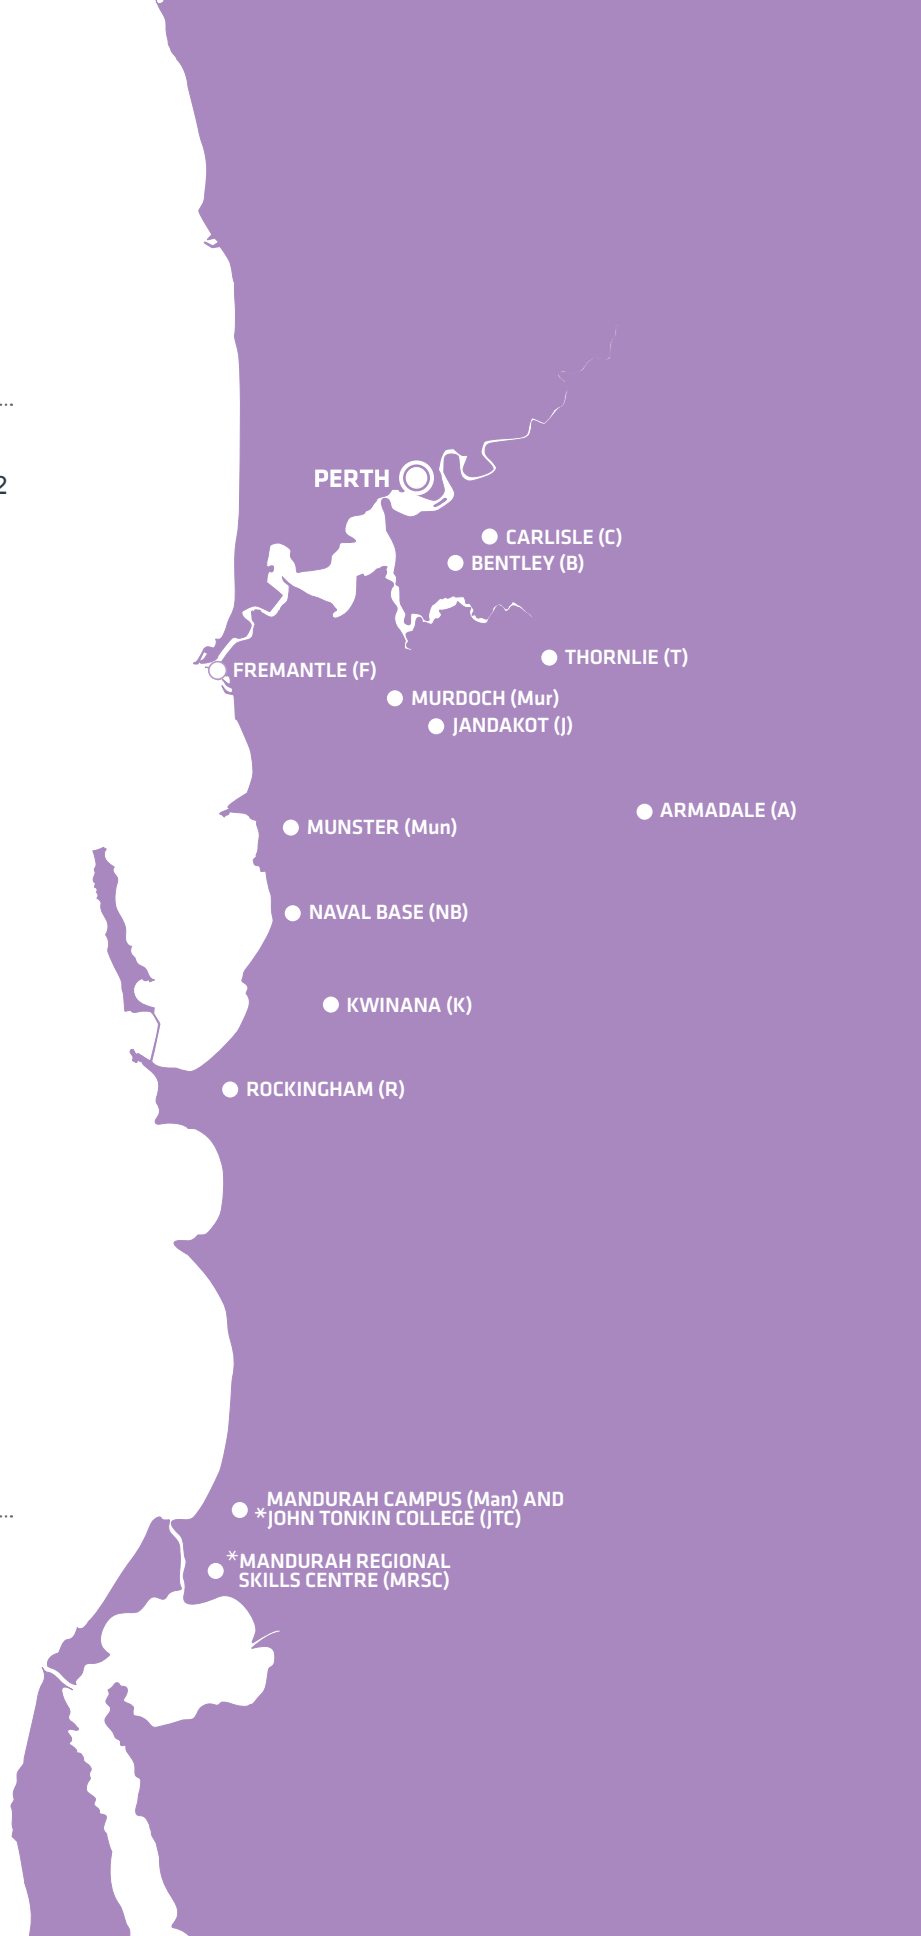 ...
2
PERTH
CARLISLE (C)
BENTLEY (B)
THORNLIE (T)
FREMANTLE (F)
MURDOCH (Mur)
JANDAKOT (J)
ARMADALE (A)
MUNSTER (Mun)
NAVAL BASE (NB)
KWINANA (K)
ROCKINGHAM (R)
...
MANDURAH CAMPUS (Man) AND
*JOHN TONKIN COLLEGE (JTC)
*MANDURAH REGIONAL
SKILLS CENTRE (MRSC)